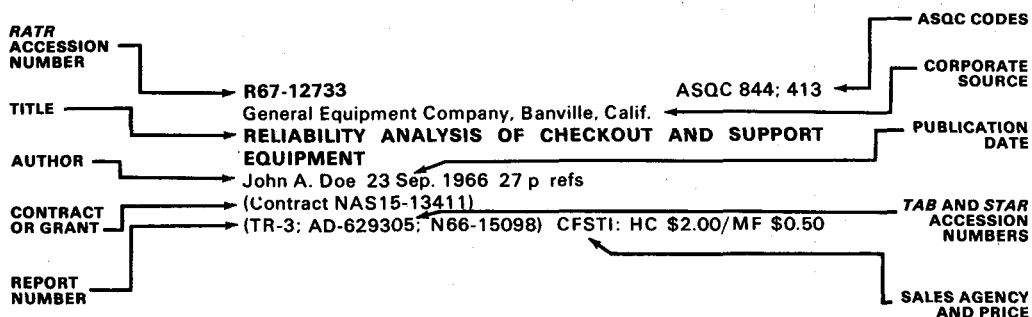 RATR
ACCESSION
NUMBER
TITLE
AUTHOR
CONTRACT
OR GRANT
REPORT
NUMBER
R67-12733 ASQC 844; 413
General Equipment Company, Banville, Calif.
RELIABILITY ANALYSIS OF CHECKOUT AND SUPPORT
EQUIPMENT
John A. Doe 23 Sep. 1966 27 p refs
(Contract NAS15-13411)
(TR-3; AD-629305; N66-15098) CFSTI: HC $2.00/MF $0.50
ASQC CODES
CORPORATE
SOURCE
PUBLICATION
DATE
TAB AND STAR
ACCESSION
NUMBERS
SALES AGENCY
AND PRICE